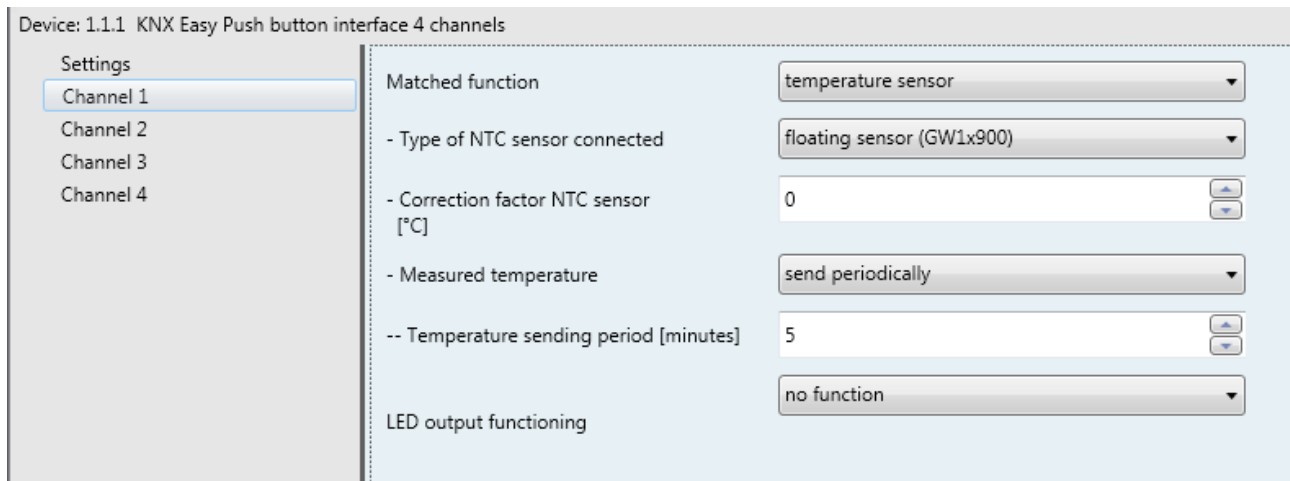 Device: 1.1.1 KNX Easy Push button interface 4 channels
Settings
Channel 1
Channel 2
Channel 3
Channel 4
Matched function
temperature sensor
- Type of NTC sensor connected
floating sensor (GW1x900)
- Correction factor NTC sensor
[°C]
0
- Measured temperature
send periodically
-- Temperature sending period [minutes]
5
LED output functioning
no function